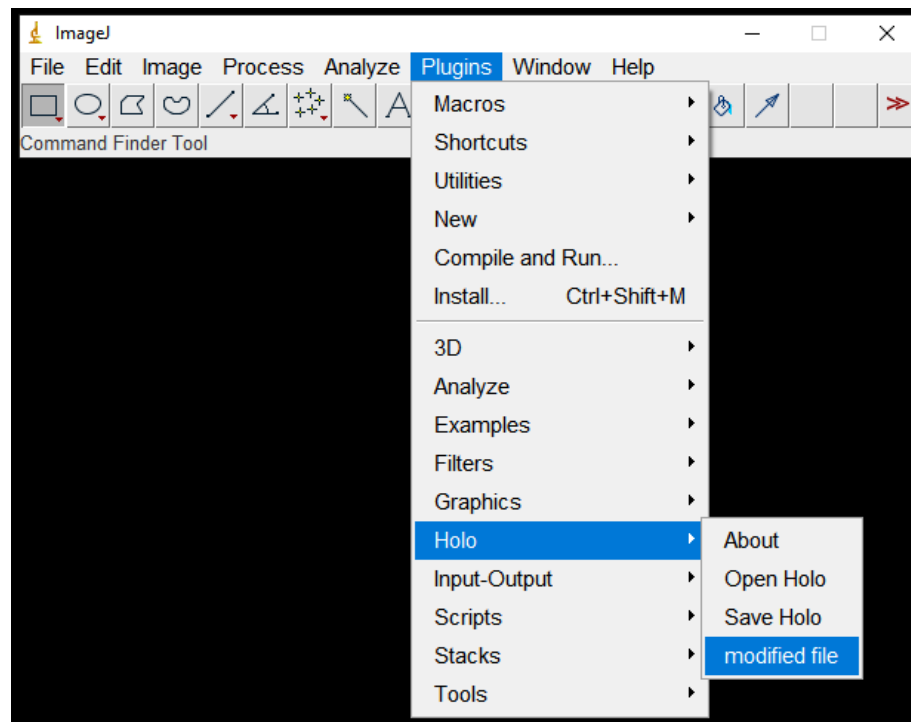 ImageJ
File Edit Image Process Analyze Plugins Window Help
A
Command Finder Tool
Macros
Shortcuts
Utilities
New
Compile and Run...
Install... Ctrl+Shift+M
3D
Analyze
Examples
Filters
Graphics
Holo
Input-Output
Scripts
Stacks
Tools
About
Open Holo
Save Holo
modified file